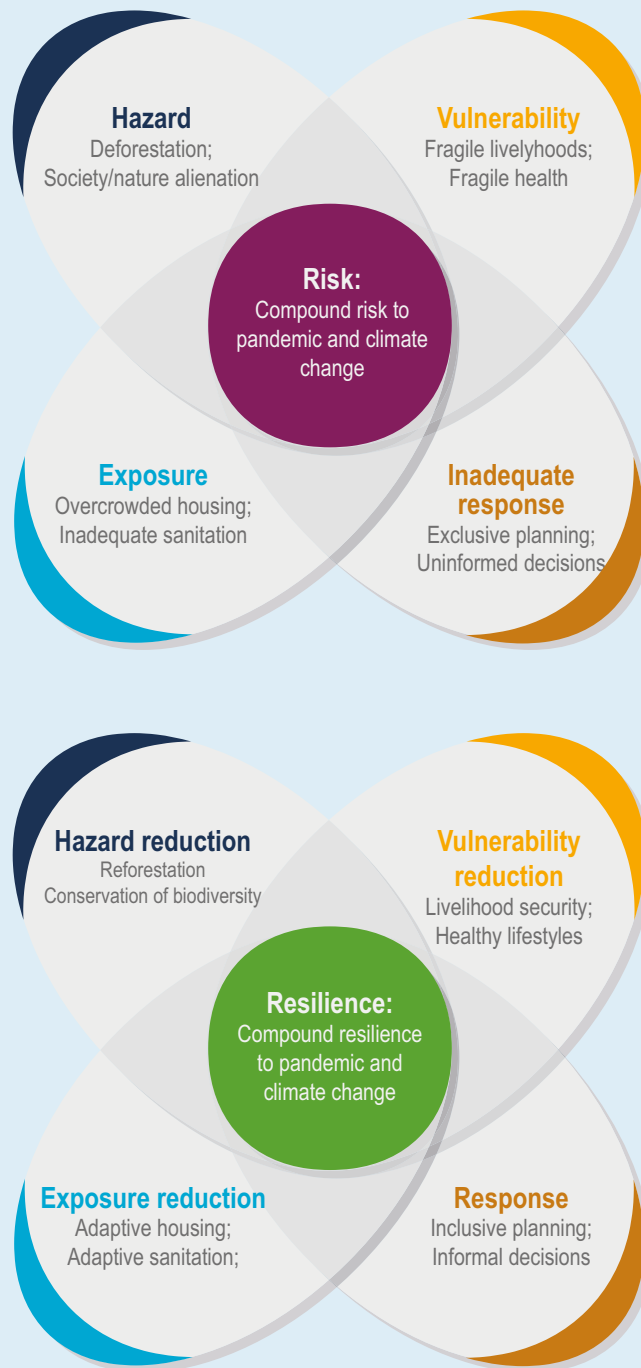 Hazard
Deforestation;
Society/nature alienation
Vulnerability
Fragile livelyhoods;
Fragile health
Risk:
Compound risk to
pandemic and climate
change
Exposure
Overcrowded housing;
Inadequate sanitation
Inadequate
response
Exclusive planning;
Uninformed decisions
Hazard reduction
Reforestation
Conservation of biodiversity
Vulnerability
reduction
Livelihood security;
Healthy lifestyles
Resilience:
Compound resilience
to pandemic and
climate change
Exposure reduction
Adaptive housing;
Adaptive sanitation;
Response
Inclusive planning;
Informal decisions